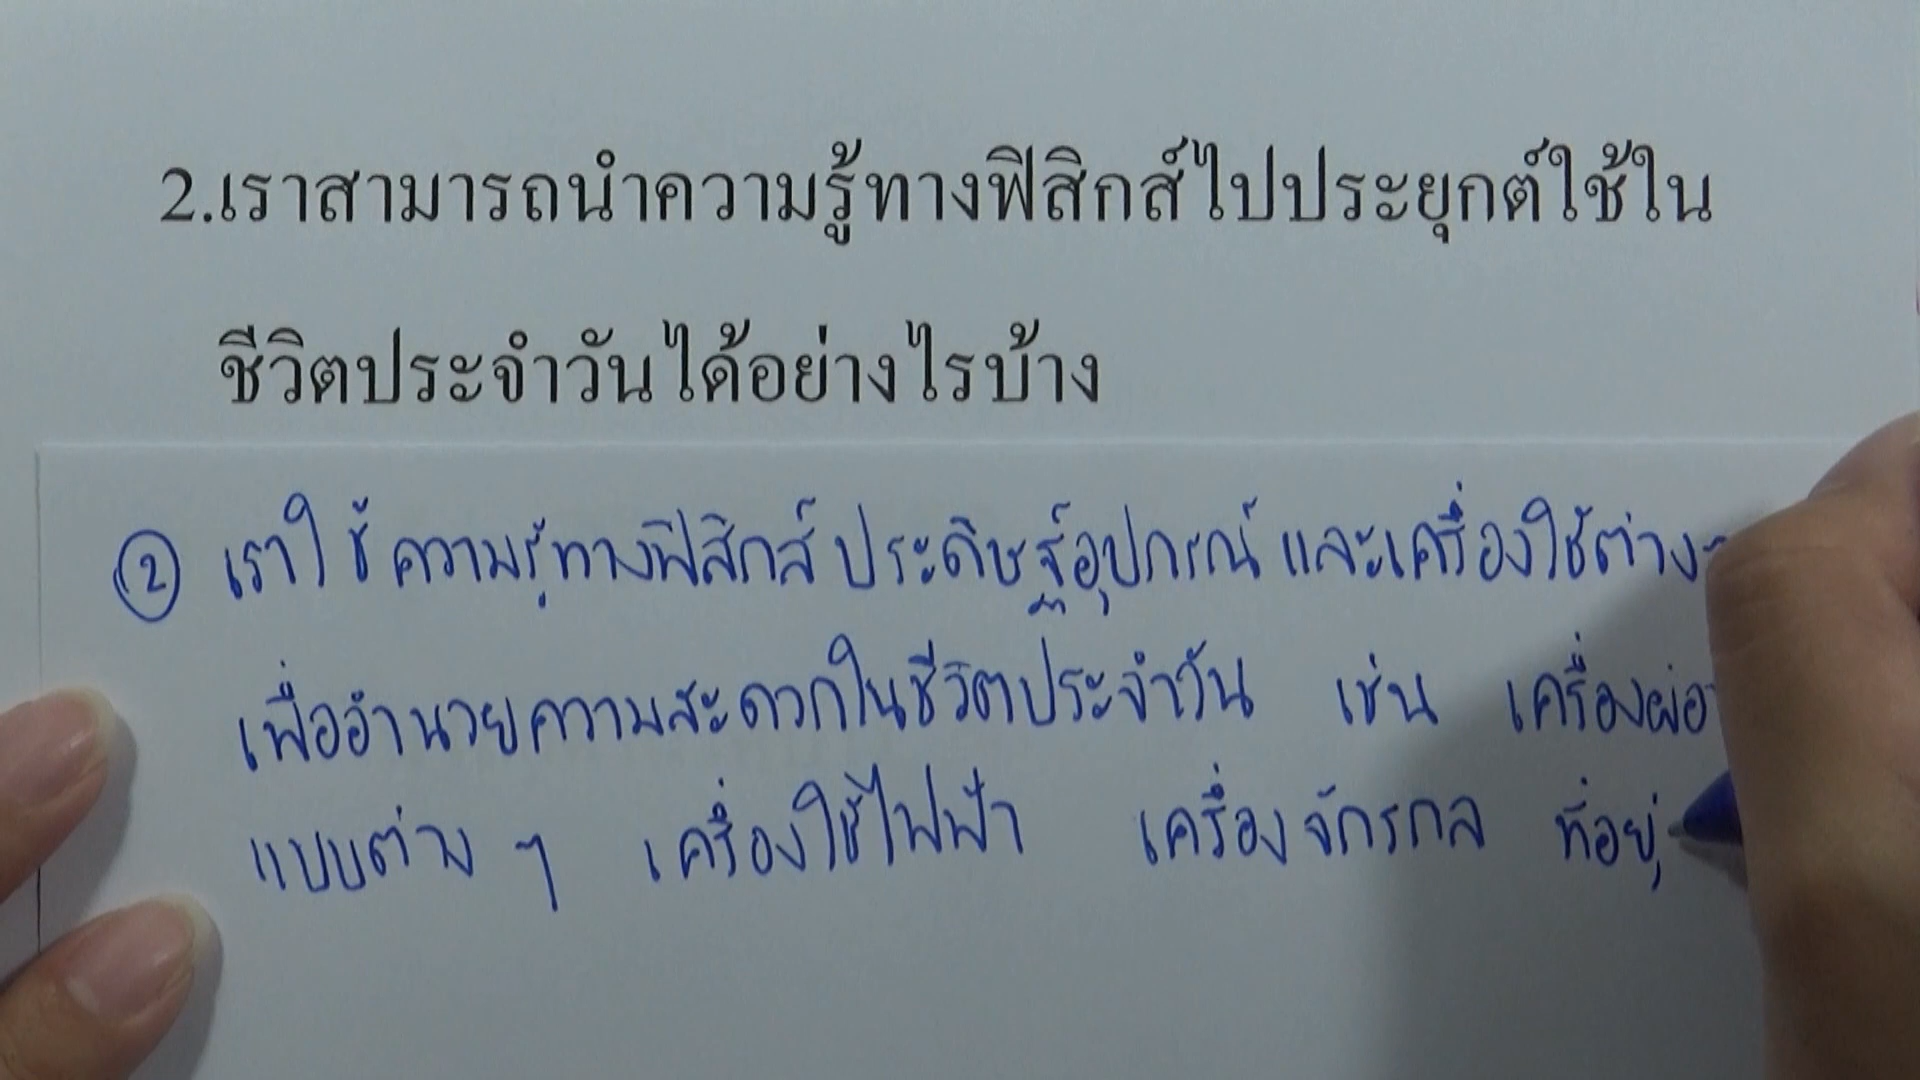 2.เราสามารถนำความรู้ทางฟิสิกส์ไปประยุกต์ใช้ใน
ชีวิตประจำวันได้อย่างไรบ้าง
② เราใช้ความรู้ทางฟิสิกส์ ประดิษฐ์อุปกรณ์ และเครื่องใช้ต่าง
เพื่ออำนวยความสะดวกในชีวิตประจำวัน เช่น เครื่องผ่อ
แบบต่าง ๆ เครื่องใช้ไฟฟ้า เครื่องจักรกล ที่อยุ่